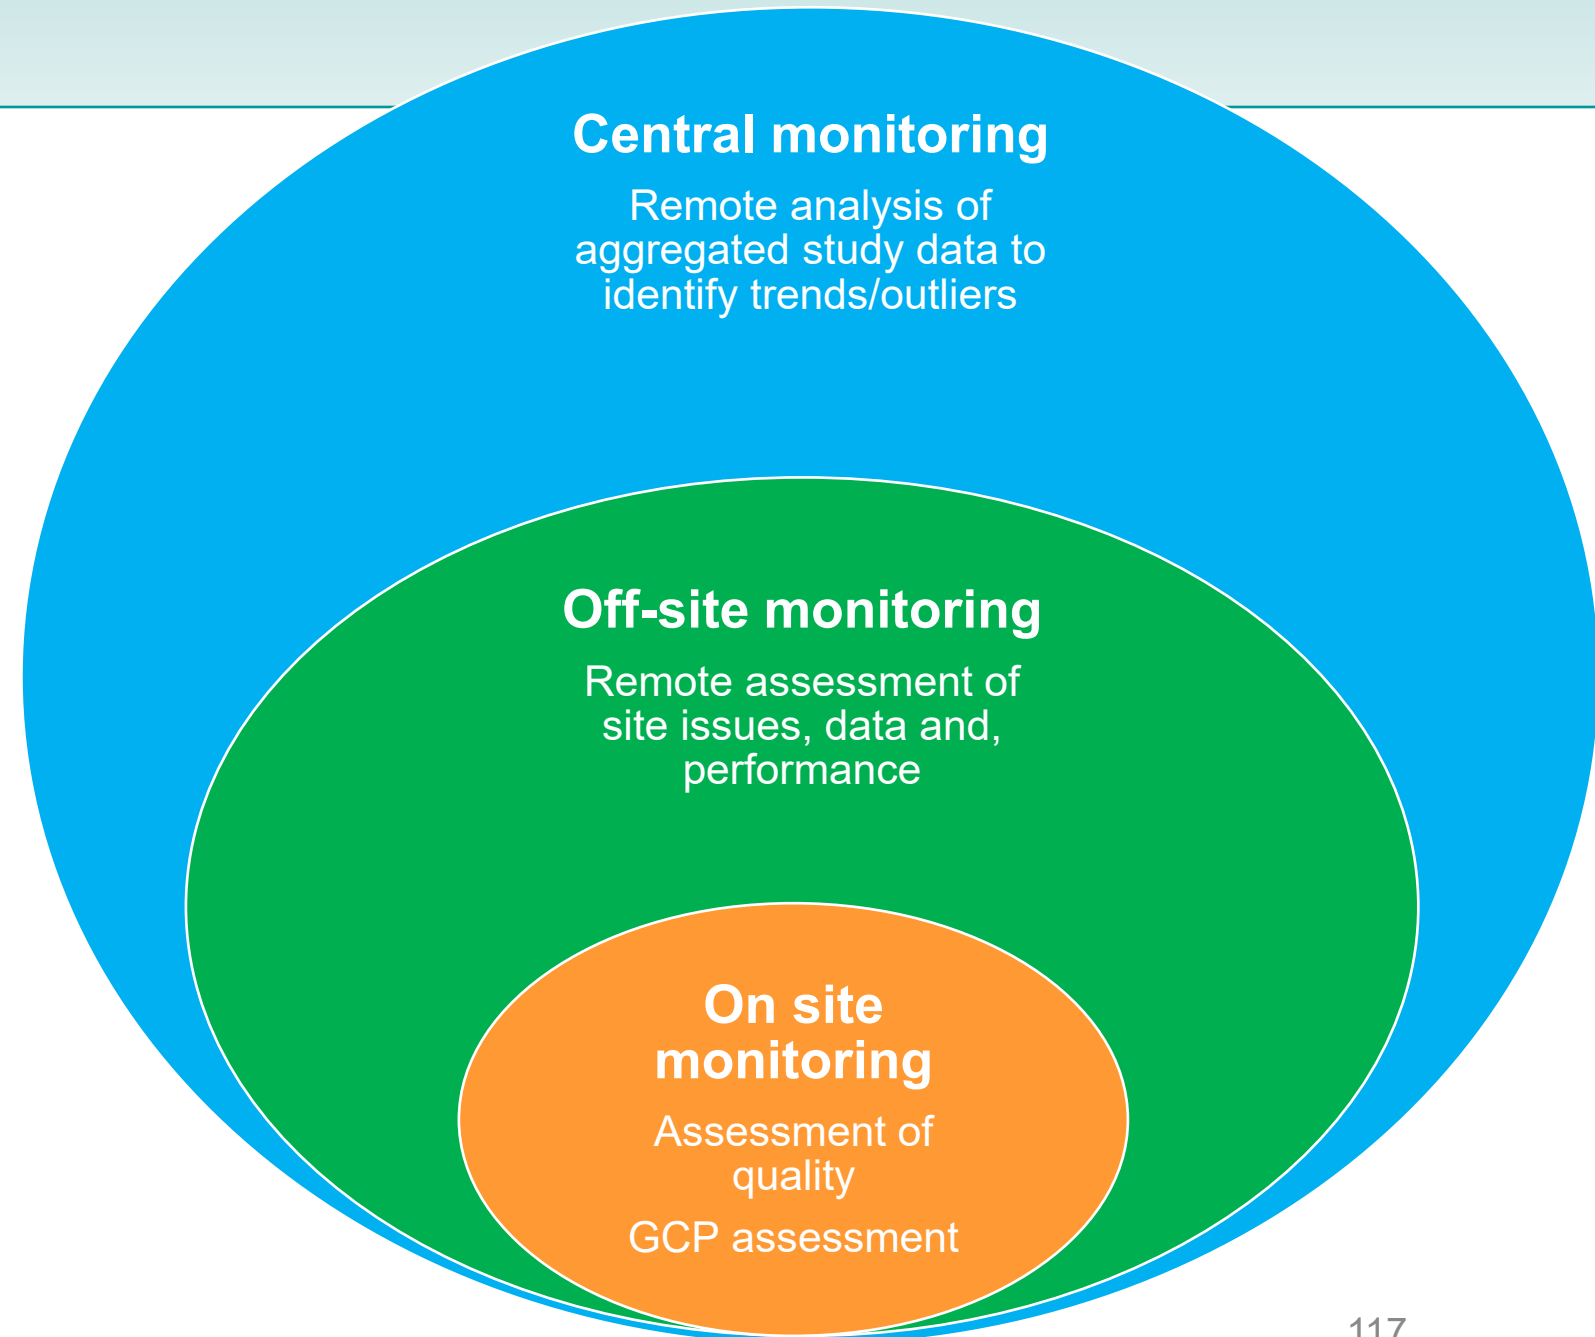 Central monitoring
Remote analysis of
aggregated study data to
identify trends/outliers
Off-site monitoring
Remote assessment of
site issues, data and,
performance
On site
monitoring
Assessment of
quality
GCP assessment
117